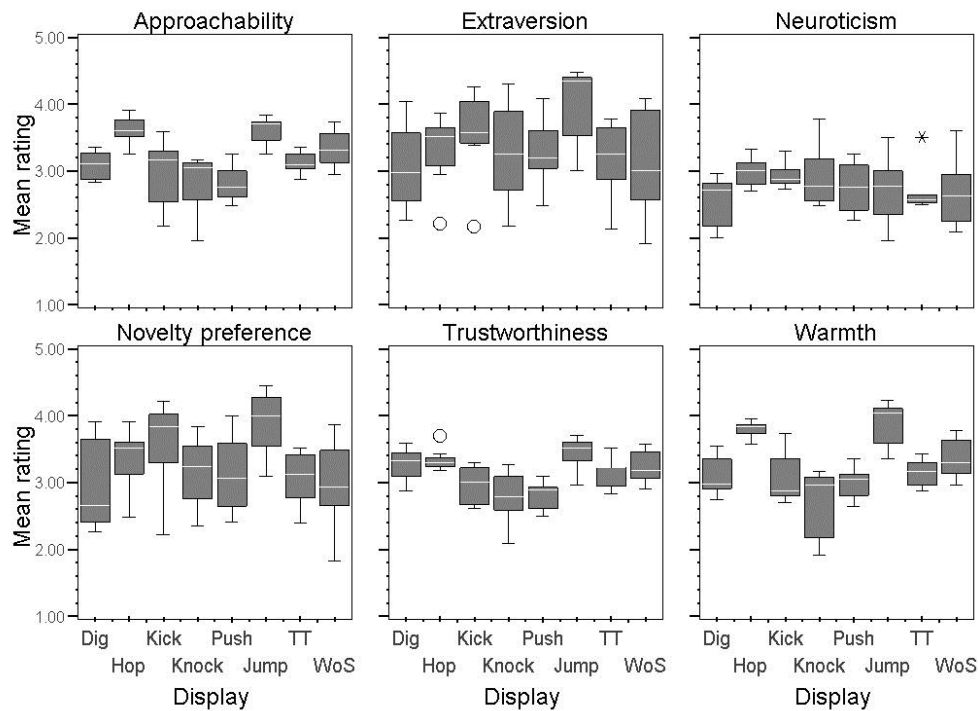 Approachability Extraversion Neuroticism
5.00
4.00
3.00
2.00
1.00
Mean rating
Novelty preference Trustworthiness Warmth
5.00
4.00
3.00
2.00
1.00
Mean rating
Dig Kick Push TT Dig Kick Push TT Dig Kick Push TT
Hop Knock Jump WoS Hop Knock Jump WoS Hop Knock Jump WoS
Display Display Display